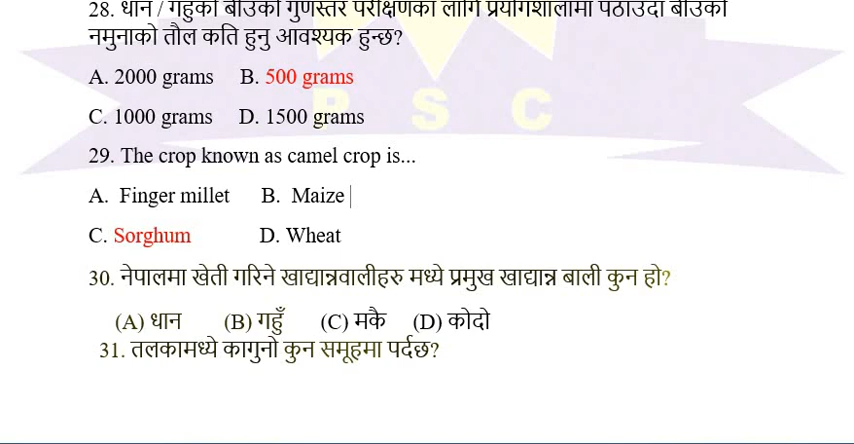 28. धान / गहुँको बीउको गुणस्तर परीक्षणको लागि प्रयोगशालामा पठाउँदा बीउको
नमुनाको तौल कति हुनु आवश्यक हुन्छ?
A. 2000 grams B. 500 grams
C. 1000 grams D. 1500 grams
P S C
29. The crop known as camel crop is...
A. Finger millet B. Maize
C. Sorghum D. Wheat
30. नेपालमा खेती गरिने खाद्यान्नवालीहरु मध्ये प्रमुख खाद्यान्न बाली कुन हो?
(A) धान (B) गहुँ (C) मकै (D) कोदो
31. तलकामध्ये कागुनो कुन समूहमा पर्दछ?